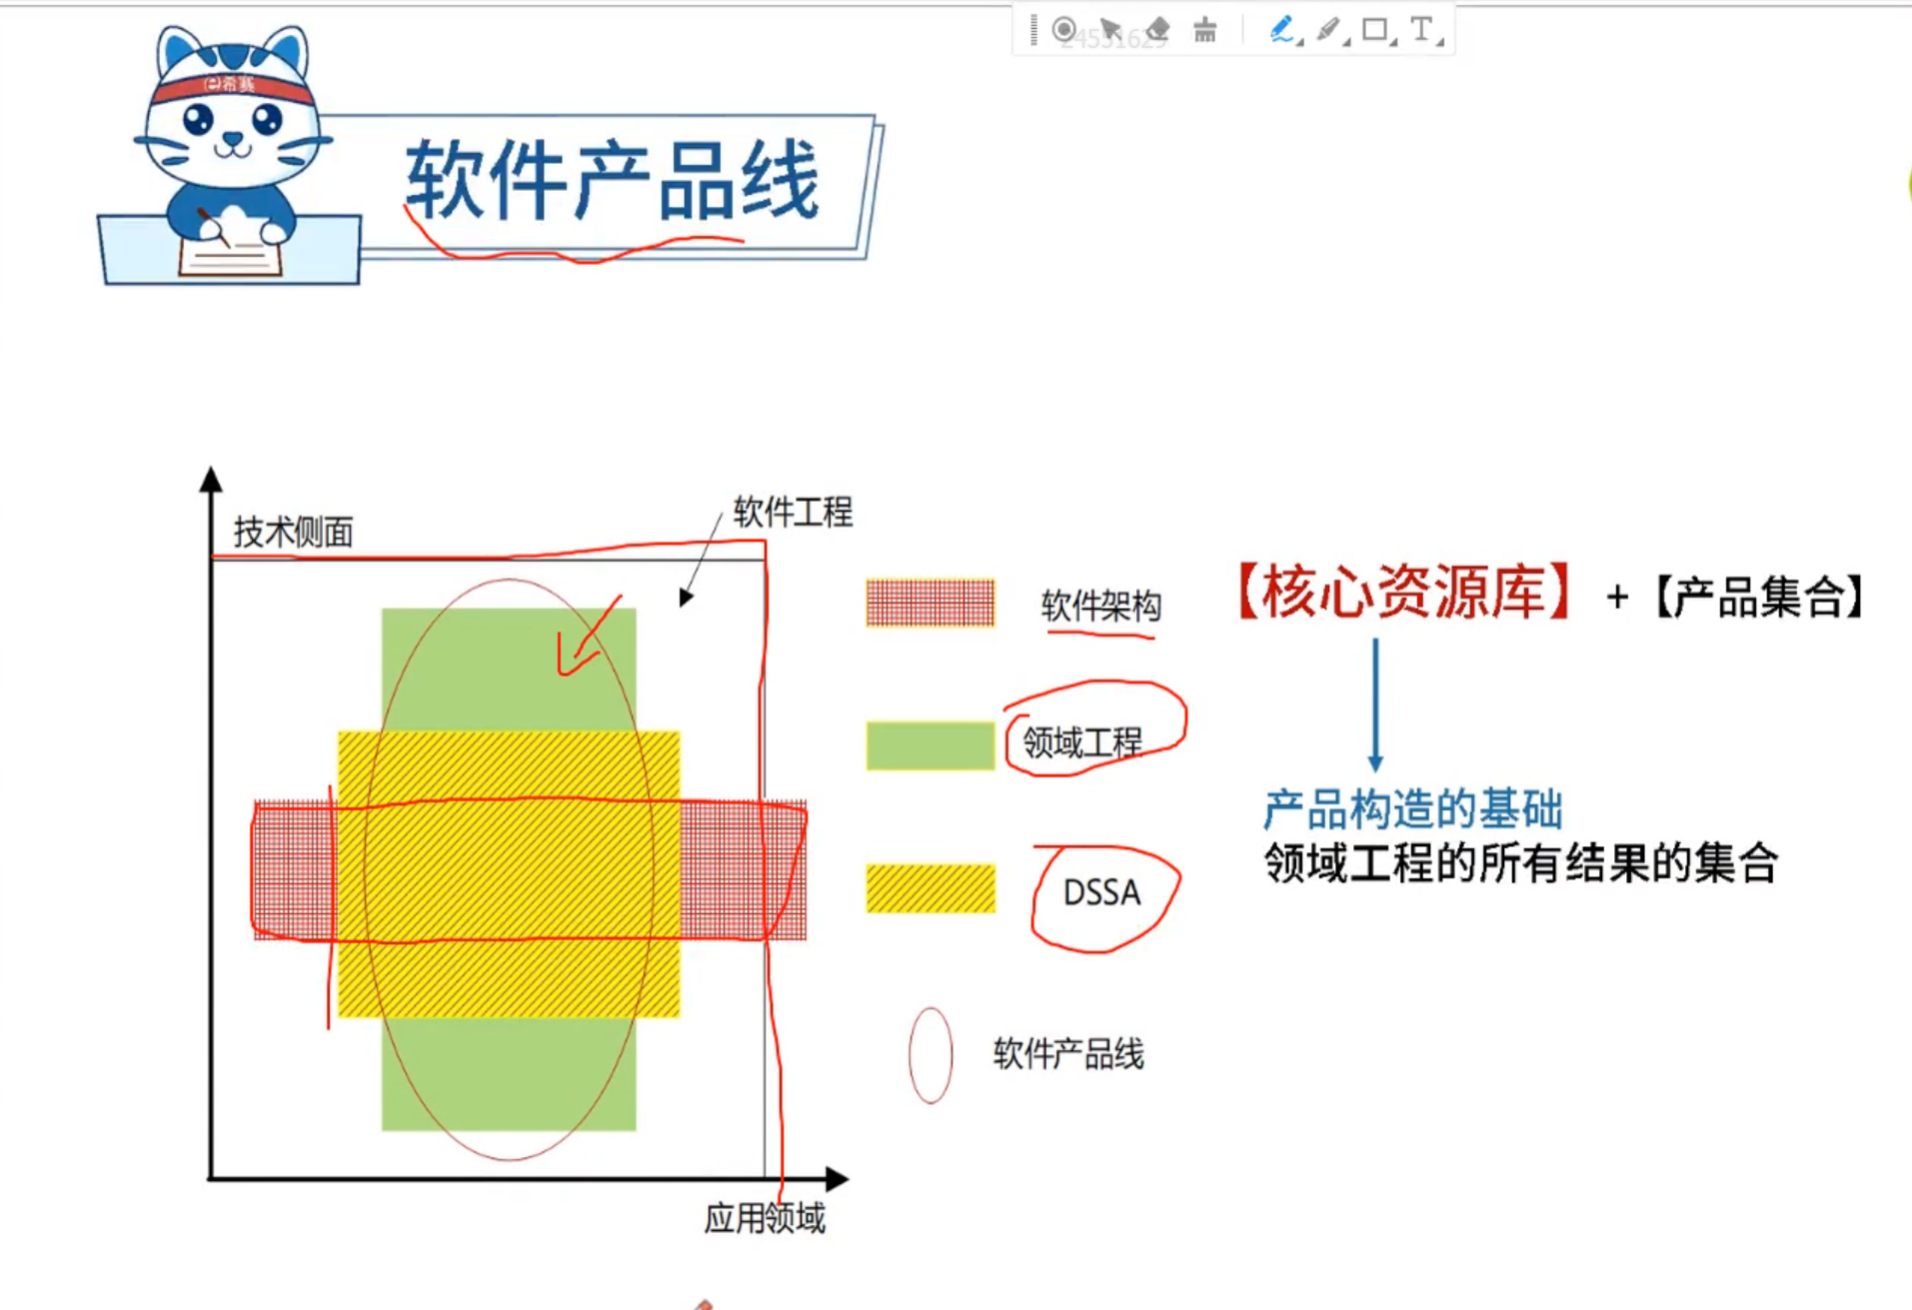 希赛
24551629
T
软件产品线
技术侧面
软件工程
软件架构
【核心资源库】 + 【产品集合】
领域工程
产品构造的基础
领域工程的所有结果的集合
DSSA
软件产品线
应用领域